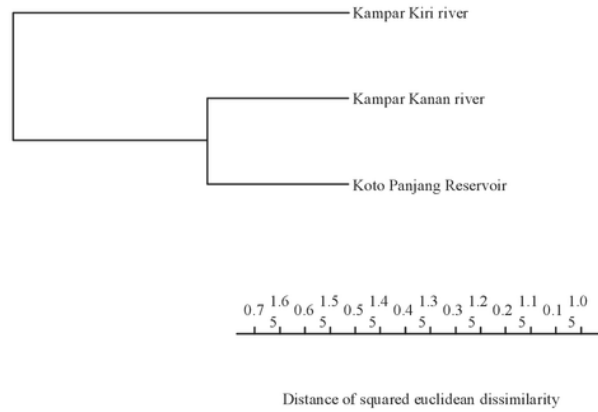 Kampar Kiri river
Kampar Kanan river
Koto Panjang Reservoir
0.7 1.6 0.6 1.5 0.5 1.4 0.4 1.3 0.3 1.2 0.2 1.1 0.1 1.0
5 5 5 5 5 5 5
Distance of squared euclidean dissimilarity